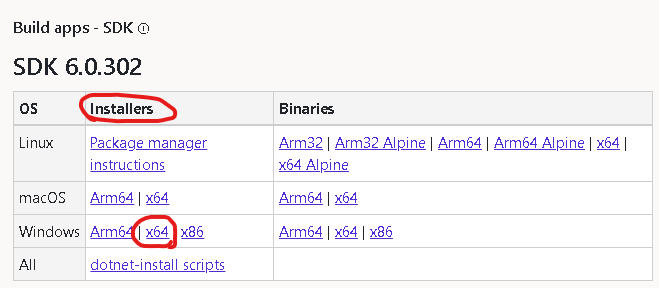 Build apps - SDK
SDK 6.0.302
OS Installers Binaries
Linux Package manager instructions Arm32 | Arm32 Alpine | Arm64 | Arm64 Alpine | x64 | x64 Alpine
macOS Arm64 | x64 Arm64 | x64
Windows Arm64 | x64 | x86 Arm64 | x64 | x86
All dotnet-install scripts